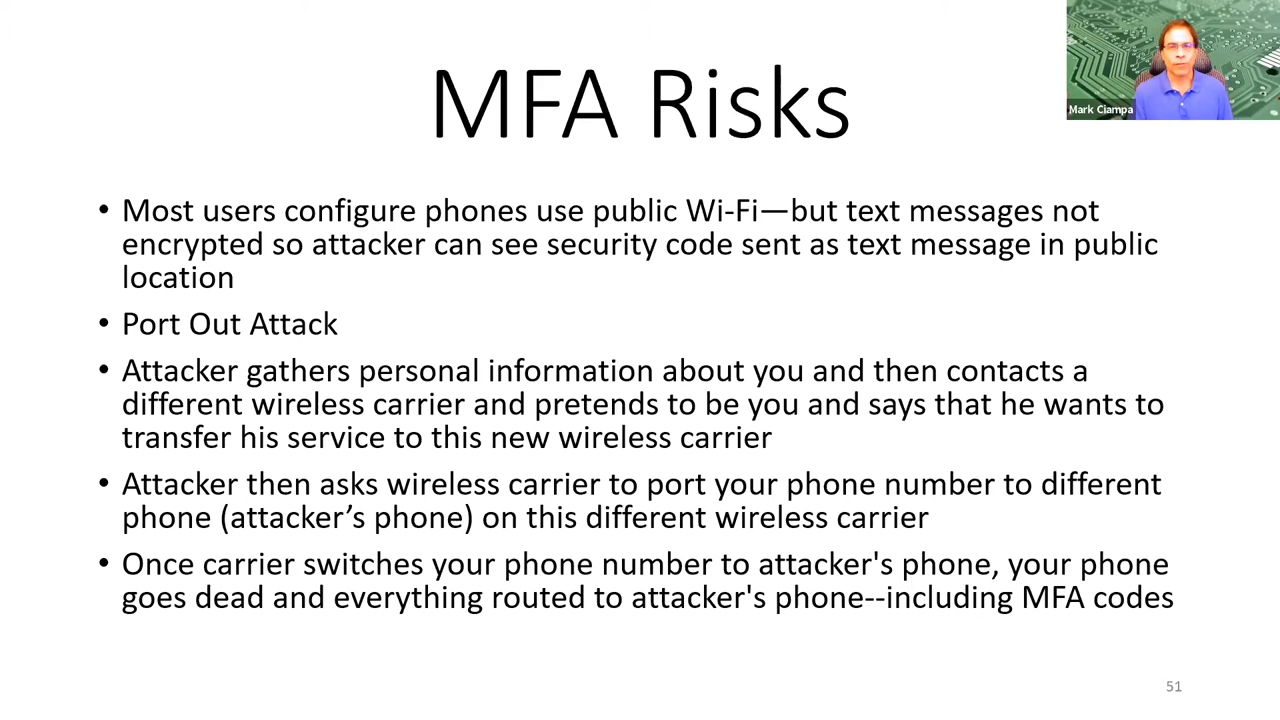 MFA Risks
Mark Ciampa
• Most users configure phones use public Wi-Fi—but text messages not
encrypted so attacker can see security code sent as text message in public
location
• Port Out Attack
• Attacker gathers personal information about you and then contacts a
different wireless carrier and pretends to be you and says that he wants to
transfer his service to this new wireless carrier
• Attacker then asks wireless carrier to port your phone number to different
phone (attacker’s phone) on this different wireless carrier
• Once carrier switches your phone number to attacker's phone, your phone
goes dead and everything routed to attacker's phone--including MFA codes
51